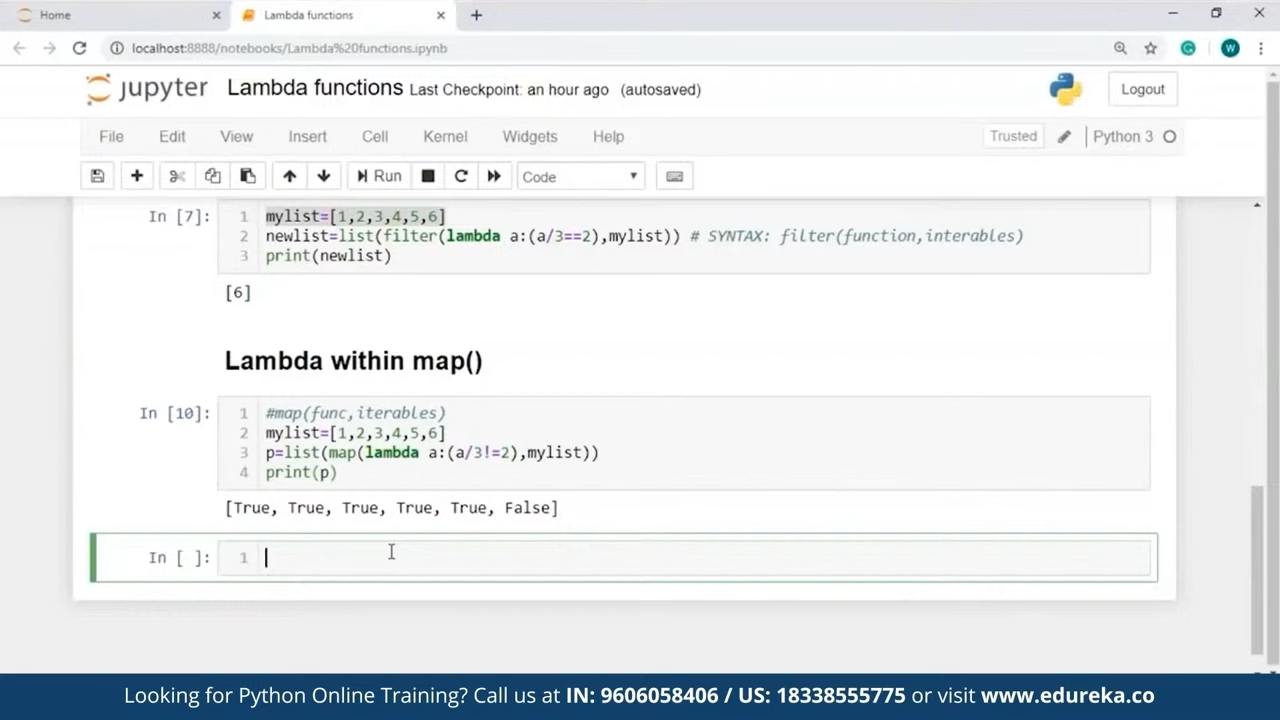 Home
Lambda functions
localhost:8888/notebooks/Lambda%20functions.ipynb
W
jupyter Lambda functions Last Checkpoint: an hour ago (autosaved)
Logout
File Edit View Insert Cell Kernel Widgets Help
Trusted Python 3
Run Code
In [7]:
1 mylist=[1,2,3,4,5,6]
2 newlist=list(filter(lambda a:(a/3==2),mylist)) # SYNTAX: filter(function,interables)
3 print(newlist)
[6]
Lambda within map()
In [10]:
1 #map(func,iterables)
2 mylist=[1,2,3,4,5,6]
3 p=list(map(lambda a:(a/3!=2),mylist))
4 print(p)
[True, True, True, True, True, False]
In [ ]: 1
Looking for Python Online Training? Call us at IN: 9606058406 / US: 18338555775 or visit www.edureka.co